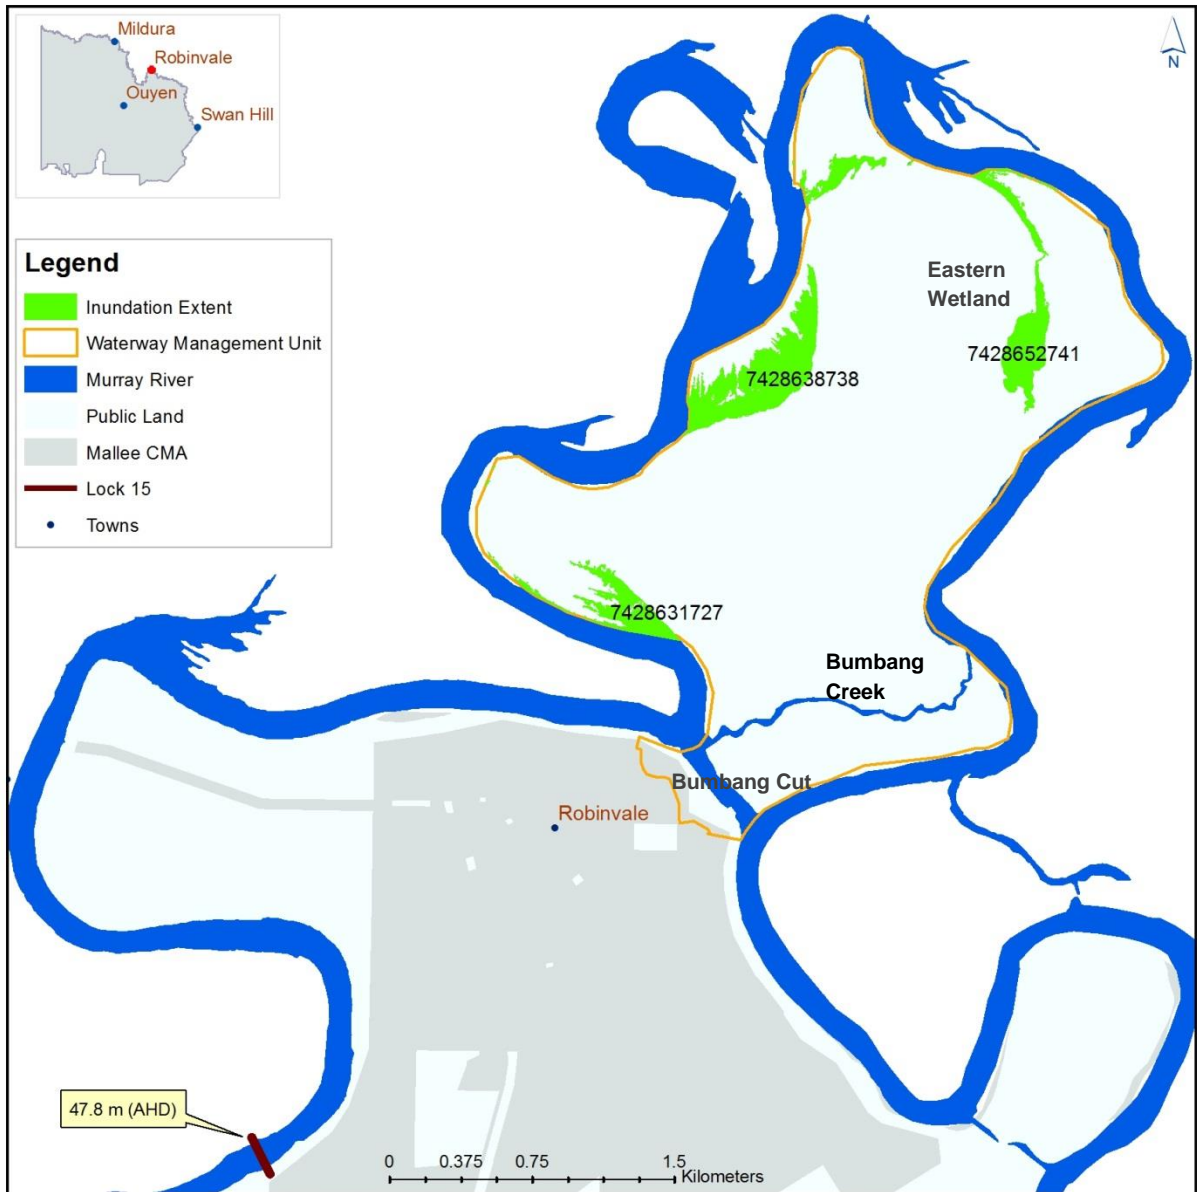 Mildura
Robinvale
Ouyen
Swan Hill
N
Legend
Inundation Extent
Waterway Management Unit
Murray River
Public Land
Mallee CMA
Lock 15
Towns
Eastern
Wetland
7428652741
7428638738
7428631727
Bumbang
Creek
Bumbang Cut
Robinvale
47.8 m (AHD)
0 0.375 0.75 1.5
Kilometers